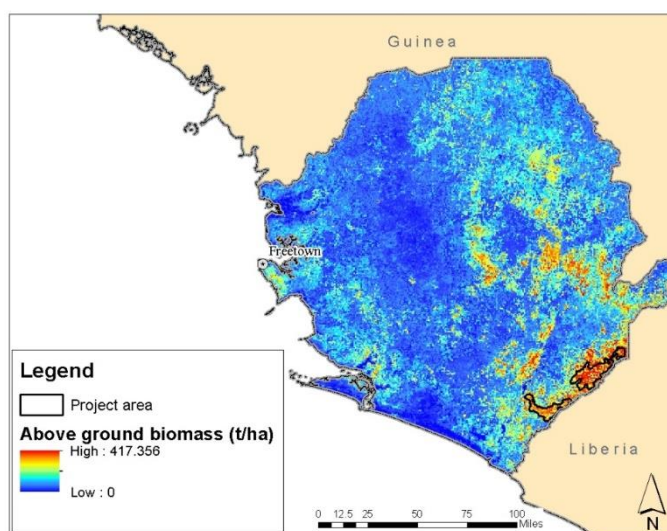 Guinea
Freetown
Legend
Project area
Above ground biomass (t/ha)
High : 417.356
Low : 0
Liberia
0 12.5 25 50 75 100
Miles
N